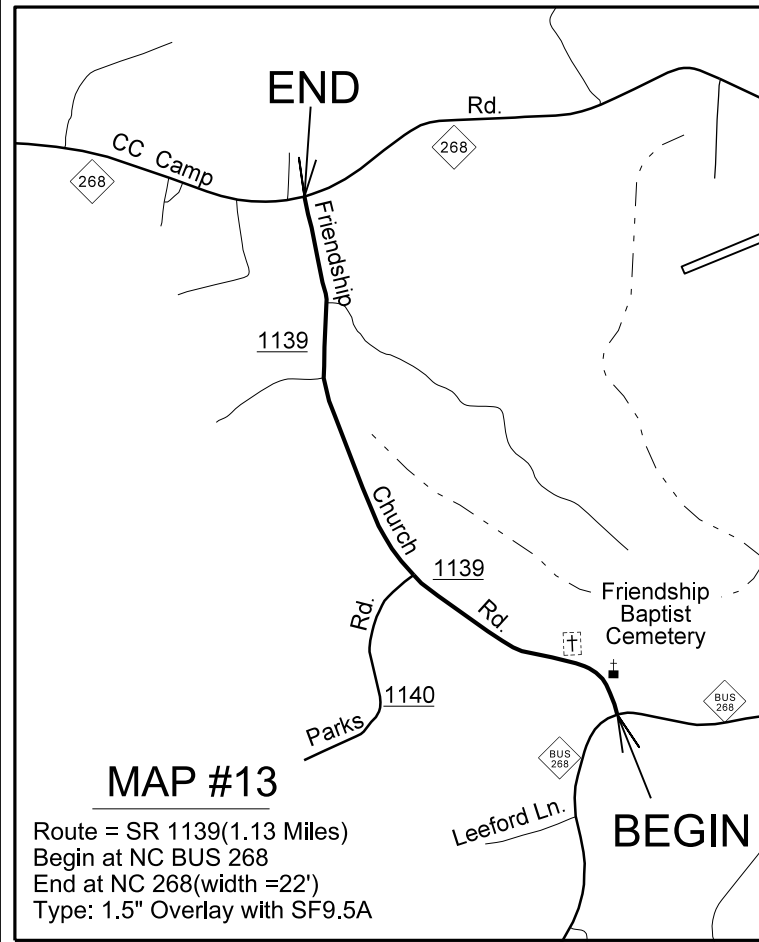 END
Rd.
CC Camp
268
268
Friendship
1139
Church
1139
Rd.
Friendship
Baptist
Cemetery
Rd.
1140
Parks
BUS
268
BUS
268
Leeford Ln.
BEGIN
MAP #13
Route = SR 1139(1.13 Miles)
Begin at NC BUS 268
End at NC 268(width =22')
Type: 1.5" Overlay with SF9.5A